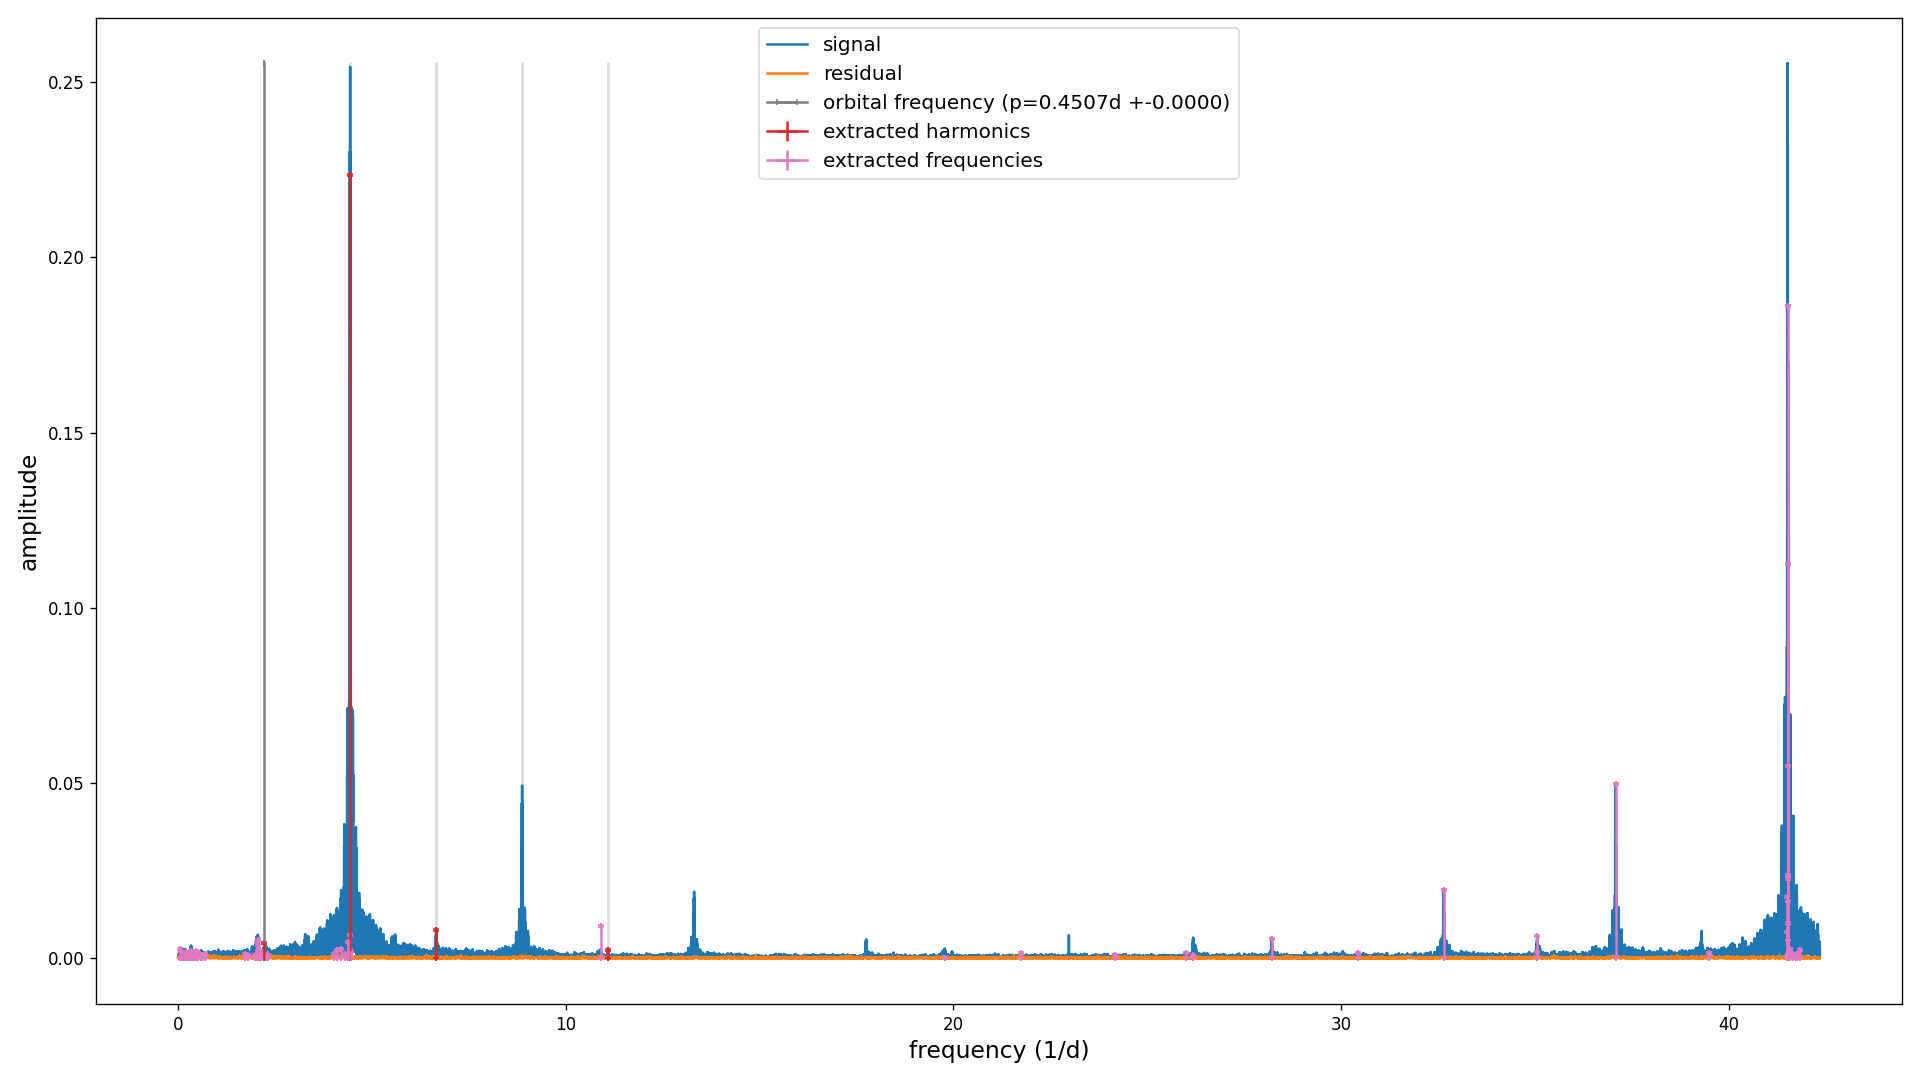 signal
residual
orbital frequency (p=0.4507d +-0.0000)
extracted harmonics
extracted frequencies
0.25
0.20
0.15
0.10
0.05
0.00
amplitude
0 10 20 30 40
frequency (1/d)